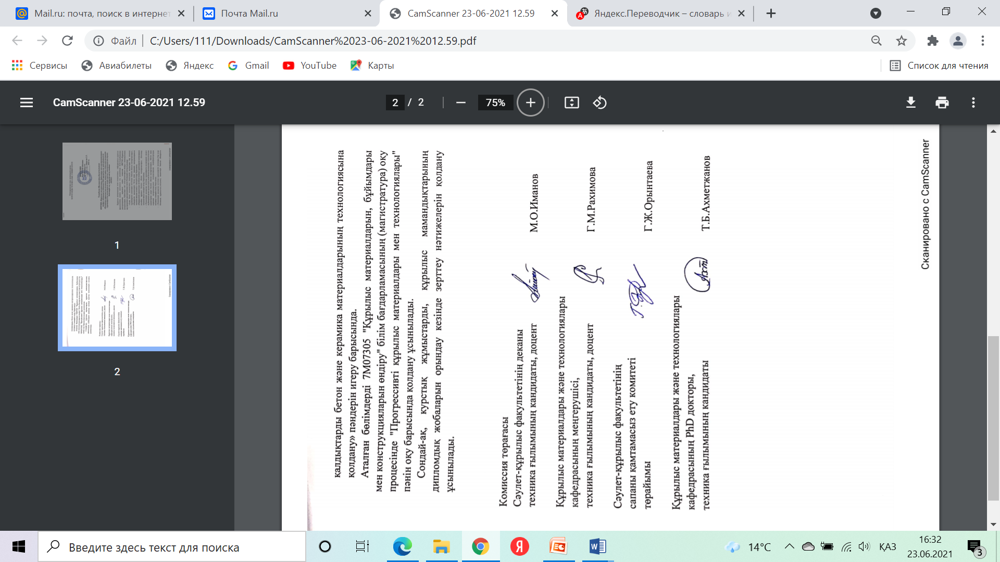 Mail.ru: почта, поиск в интернет
Почта Mail.ru
CamScanner 23-06-2021 12.59
Яндекс.Переводчик – словарь и
Файл
C:/Users/111/Downloads/CamScanner%2023-06-2021%2012.59.pdf
Сервисы
Авиабилеты
Яндекс
Gmail
YouTube
Карты
Список для чтения
CamScanner 23-06-2021 12.59
2 / 2
75%
1
2
қалдықтарды бетон және керамика материалдарының технологиясына
қолдану» пәндерін игеру барысында.
Аталған бөлімдерді 7М07305 "Құрылыс материалдарын, бұйымдары
мен конструкцияларын өндіру" білім бағдарламасының (магистратура) оқу
процесінде "Прогрессивті құрылыс материалдары мен технологиялары"
пәнін оқу барысында қолдану ұсынылады.
Сондай-ақ, курстық жұмыстарды, құрылыс мамандықтарының
дипломдық жобаларын орындау кезінде зерттеу нәтижелерін қолдану
ұсынылады.
Комиссия төрағасы
Сәулет-құрылыс факультетінің деканы
техника ғылымының кандидаты, доцент М.О.Иманов
Құрылыс материалдары және технологиялары
кафедрасының меңгерушісі,
техника ғылымының кандидаты, доцент Г.М.Рахимова
Сәулет-құрылыс факультетінің
сапаны қамтамасыз ету комитеті
төрайымы Г.Ж.Орынтаева
Құрылыс материалдары және технологиялары
кафедрасының PhD докторы,
техника ғылымының кандидаты Т.Б.Ахметжанов
Сканировано с CamScanner
Введите здесь текст для поиска
14°C
ҚАЗ
16:32
23.06.2021
3